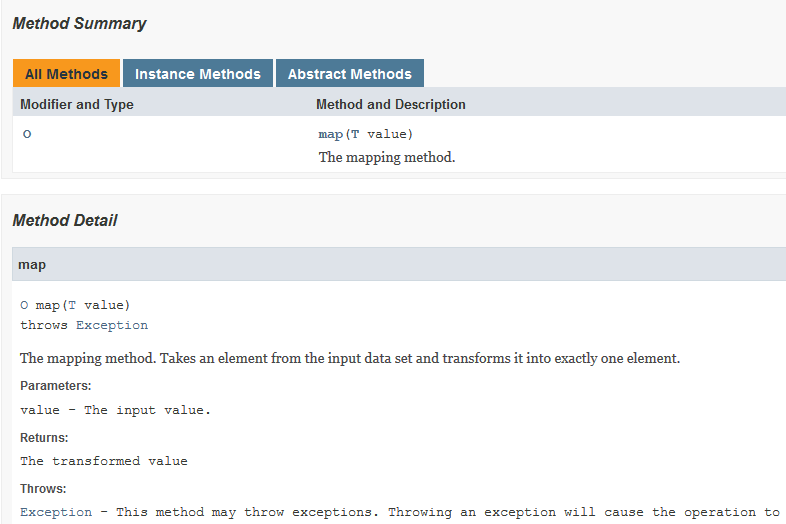 Method Summary
All Methods Instance Methods Abstract Methods
Modifier and Type Method and Description
O map(T value)
The mapping method.
Method Detail
map
O map(T value)
throws Exception
The mapping method. Takes an element from the input data set and transforms it into exactly one element.
Parameters:
value - The input value.
Returns:
The transformed value
Throws:
Exception - This method may throw exceptions. Throwing an exception will cause the operation to